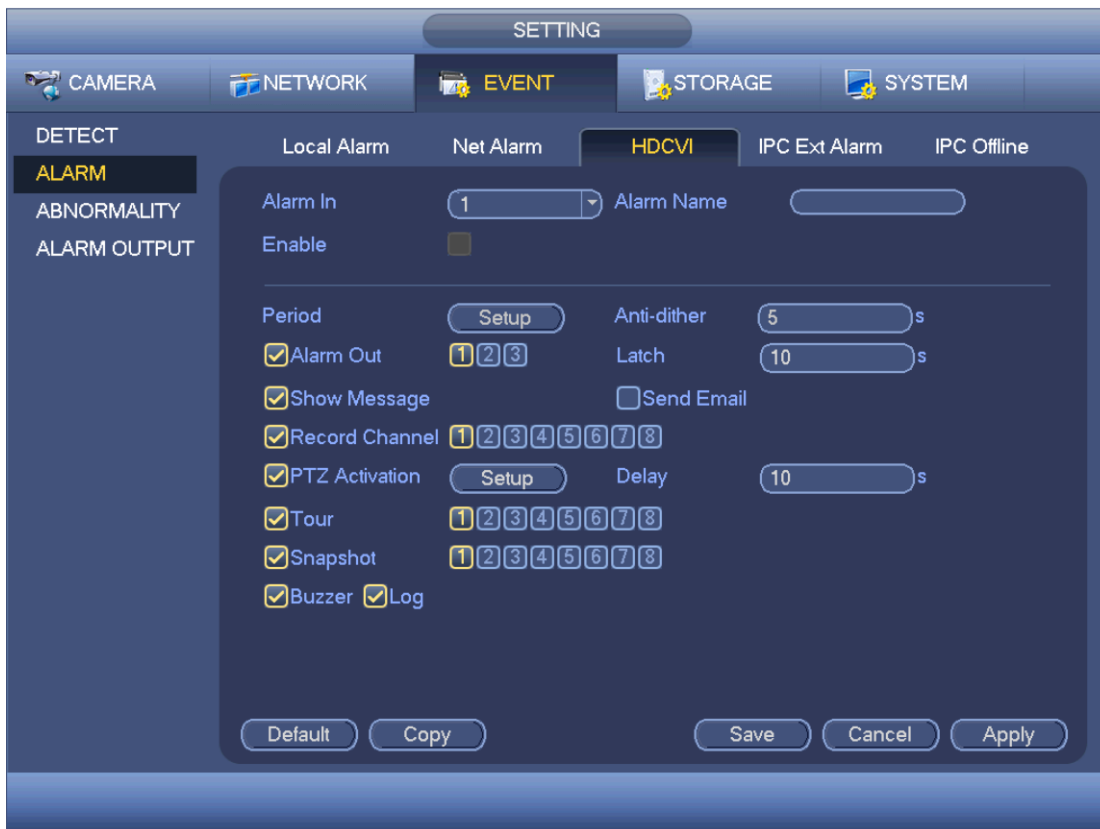 SETTING
CAMERA NETWORK EVENT STORAGE SYSTEM
DETECT
ALARM
ABNORMALITY
ALARM OUTPUT
Local Alarm Net Alarm HDCVI IPC Ext Alarm IPC Offline
Alarm In 1 Alarm Name
Enable
Period Setup Anti-dither 5 s
Alarm Out 1 2 3 Latch 10 s
Show Message Send Email
Record Channel 1 2 3 4 5 6 7 8
PTZ Activation Setup Delay 10 s
Tour 1 2 3 4 5 6 7 8
Snapshot 1 2 3 4 5 6 7 8
Buzzer Log
Default Copy Save Cancel Apply